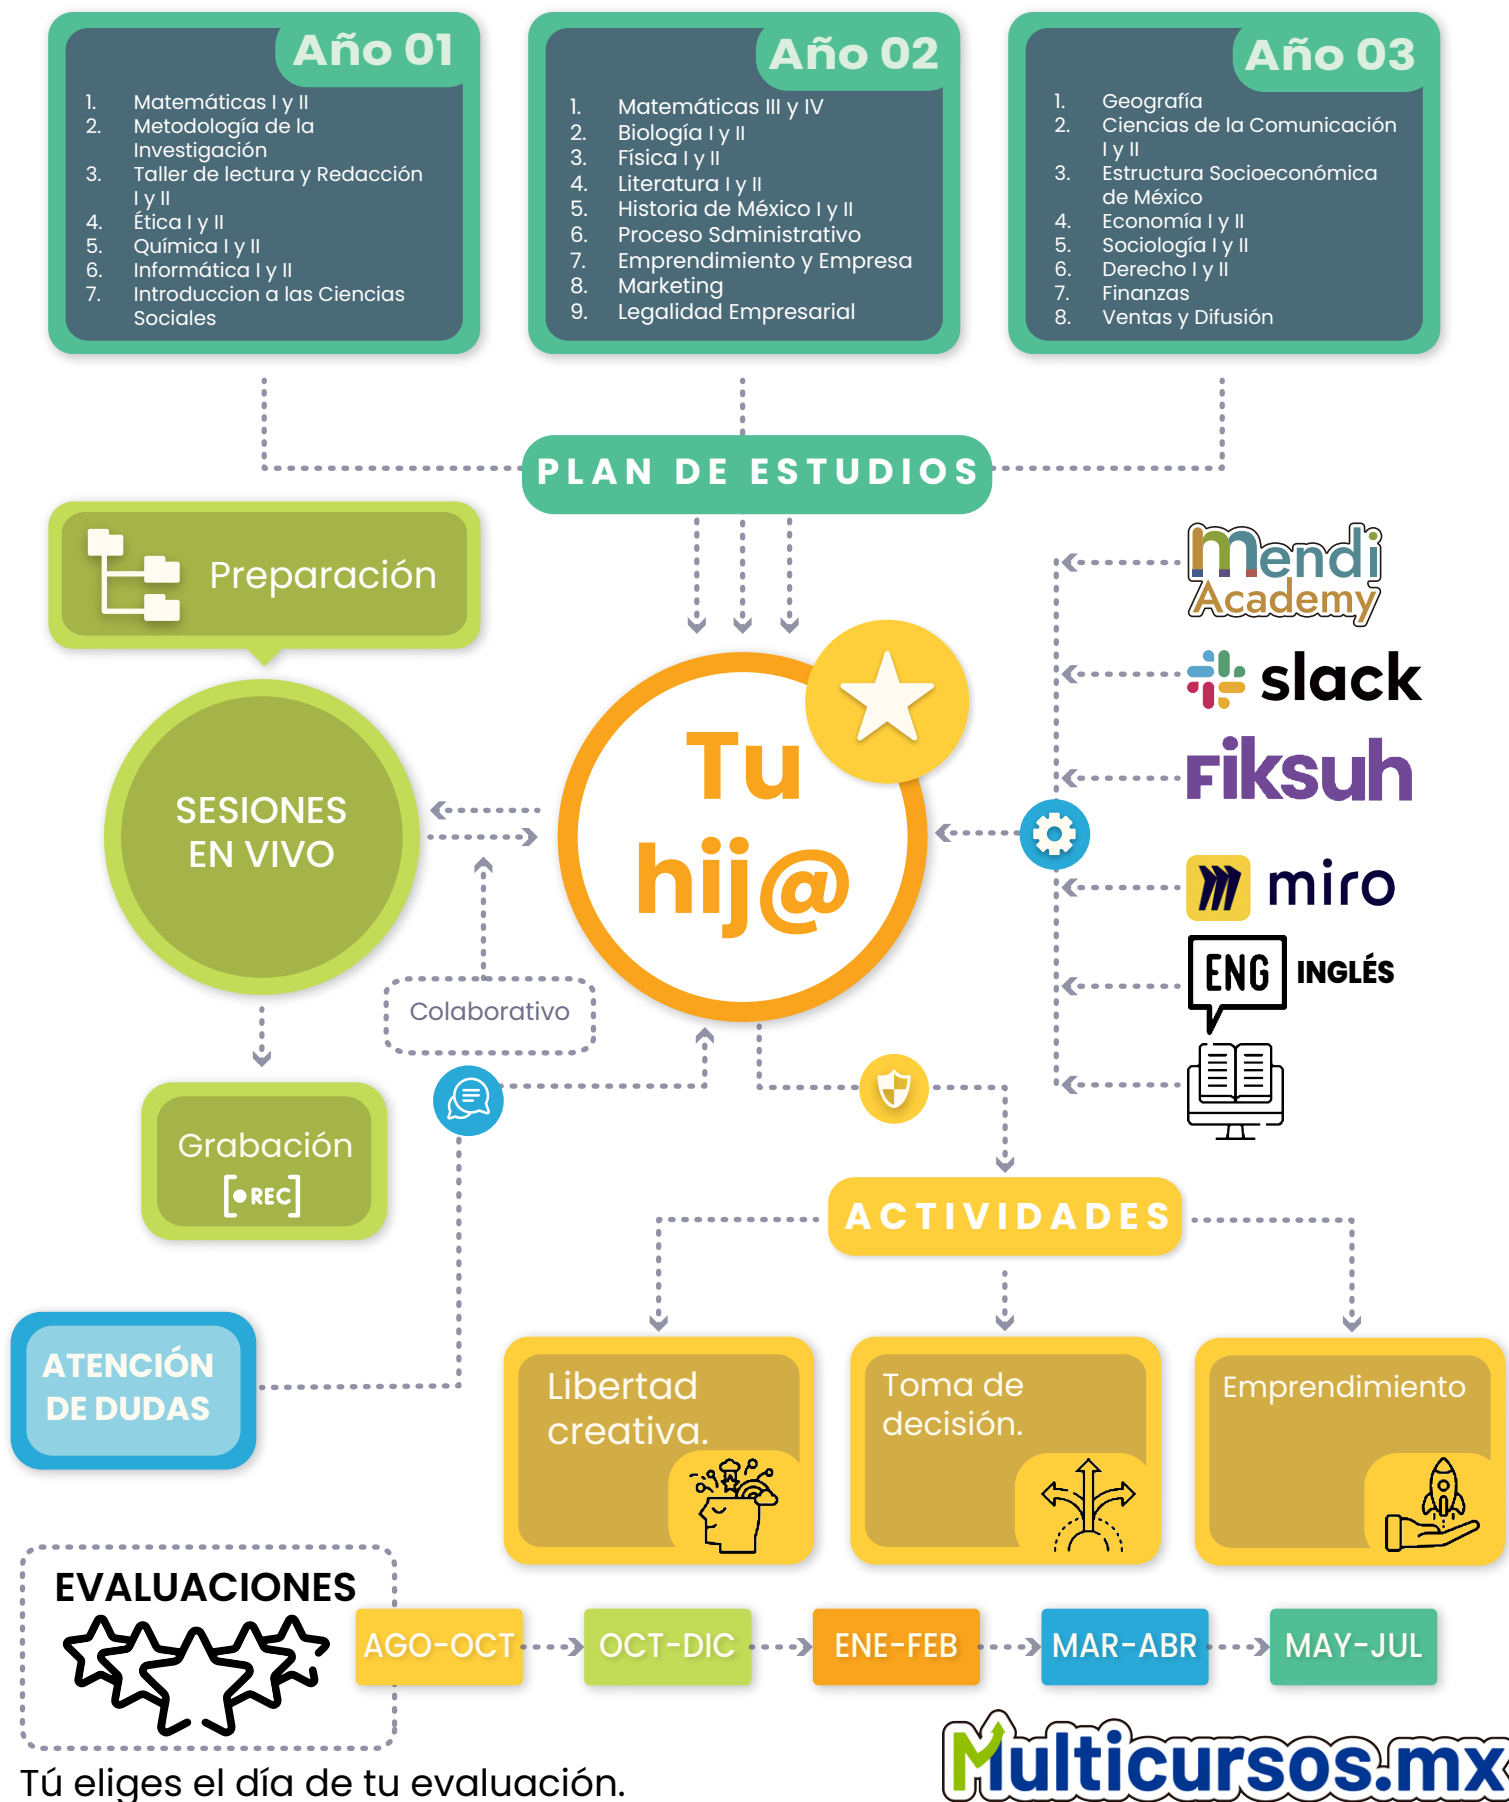 Año 01
1. Matemáticas I y II
2. Metodología de la
Investigación
3. Taller de lectura y Redacción
I y II
4. Ética I y II
5. Química I y II
6. Informática I y II
7. Introduccion a las Ciencias
Sociales
Año 02
1. Matemáticas III y IV
2. Biología I y II
3. Física I y II
4. Literatura I y II
5. Historia de México I y II
6. Proceso Sdministrativo
7. Emprendimiento y Empresa
8. Marketing
9. Legalidad Empresarial
Año 03
1. Geografía
2. Ciencias de la Comunicación
I y II
3. Estructura Socioeconómica
de México
4. Economía I y II
5. Sociología I y II
6. Derecho I y II
7. Finanzas
8. Ventas y Difusión
PLAN DE ESTUDIOS
Preparación
SESIONES
EN VIVO
Tu
hij@
mendi
Academy
slack
Fiksuh
miro
ENG INGLÉS
Colaborativo
Grabación
REC
ACTIVIDADES
ATENCIÓN
DE DUDAS
Libertad
creativa.
Toma de
decisión.
Emprendimiento
EVALUACIONES
AGO-OCT
OCT-DIC
ENE-FEB
MAR-ABR
MAY-JUL
Tú eliges el día de tu evaluación.
Multicursos.mx